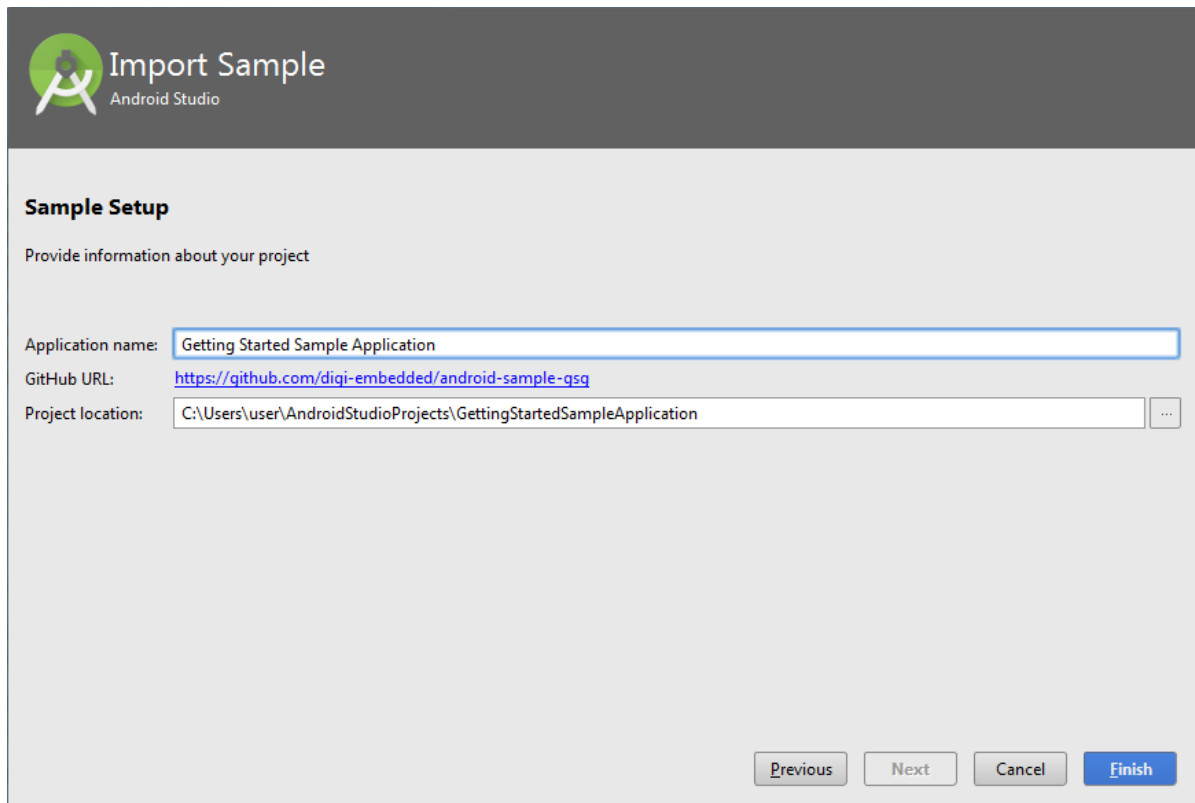 Import Sample
Android Studio
Sample Setup
Provide information about your project
Application name: Getting Started Sample Application
GitHub URL: https://github.com/digi-embedded/android-sample-gsg
Project location: C:\Users\user\AndroidStudioProjects\GettingStartedSampleApplication ...
Previous Next Cancel Finish